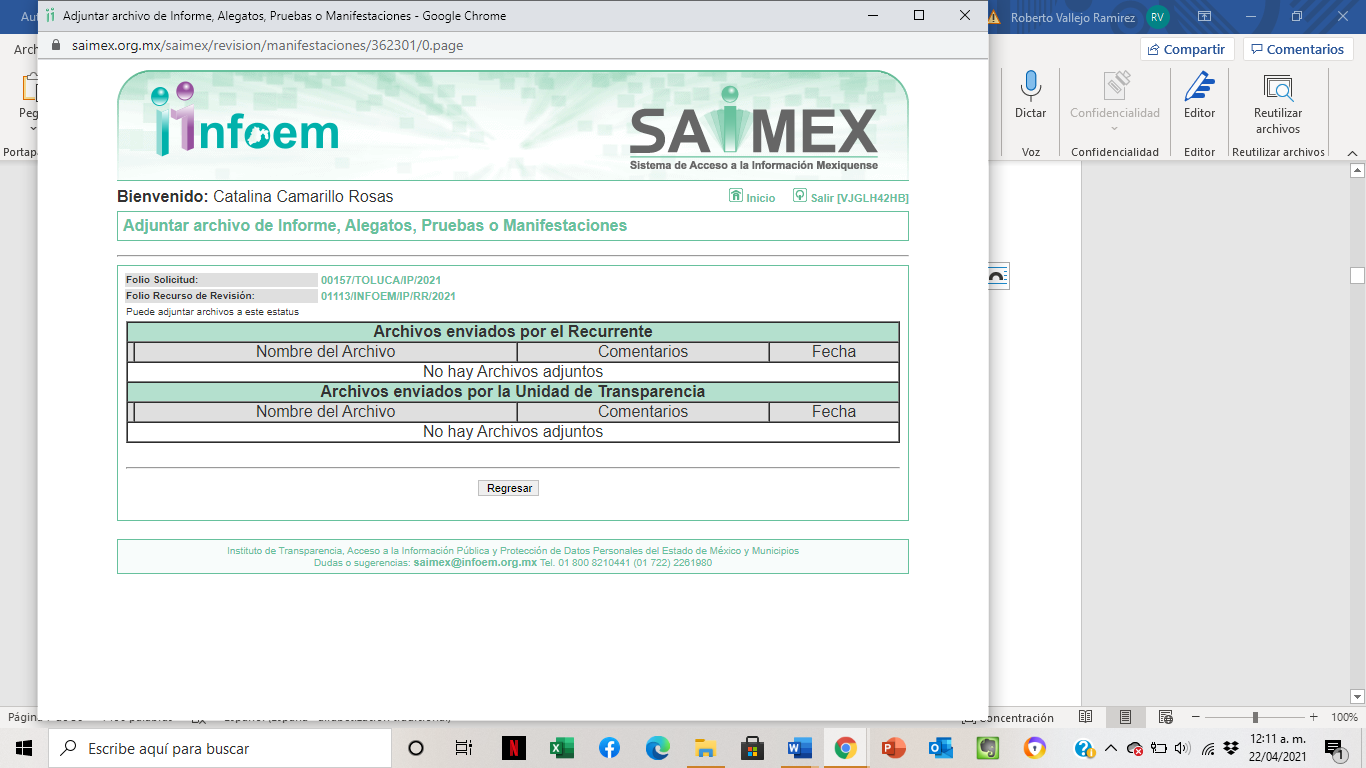 Adjuntar archivo de Informe, Alegatos, Pruebas o Manifestaciones - Google Chrome
Roberto Vallejo Ramirez RV
saimex.org.mx/saimex/revision/manifestaciones/362301/0.page
Compartir Comentarios
Dictar Confidencialidad Editor Reutilizar archivos
Voz Confidencialidad Editor Reutilizar archivos
infoem
SAIMEX
Sistema de Acceso a la Información Mexiquense
Bienvenido: Catalina Camarillo Rosas
Inicio Salir [VJGLH42HB]
Adjuntar archivo de Informe, Alegatos, Pruebas o Manifestaciones
Folio Solicitud: 00157/TOLUCA/IP/2021
Folio Recurso de Revisión: 01113/INFOEM/IP/RR/2021
Puede adjuntar archivos a este estatus
Archivos enviados por el Recurrente
Nombre del Archivo Comentarios Fecha
No hay Archivos adjuntos
Archivos enviados por la Unidad de Transparencia
Nombre del Archivo Comentarios Fecha
No hay Archivos adjuntos
Regresar
Instituto de Transparencia, Acceso a la Información Pública y Protección de Datos Personales del Estado de México y Municipios
Dudas o sugerencias: saimex@infoem.org.mx Tel. 01 800 8210441 (01 722) 2261980
Concentración 100%
Escribe aquí para buscar
12:11 a. m.
22/04/2021
1